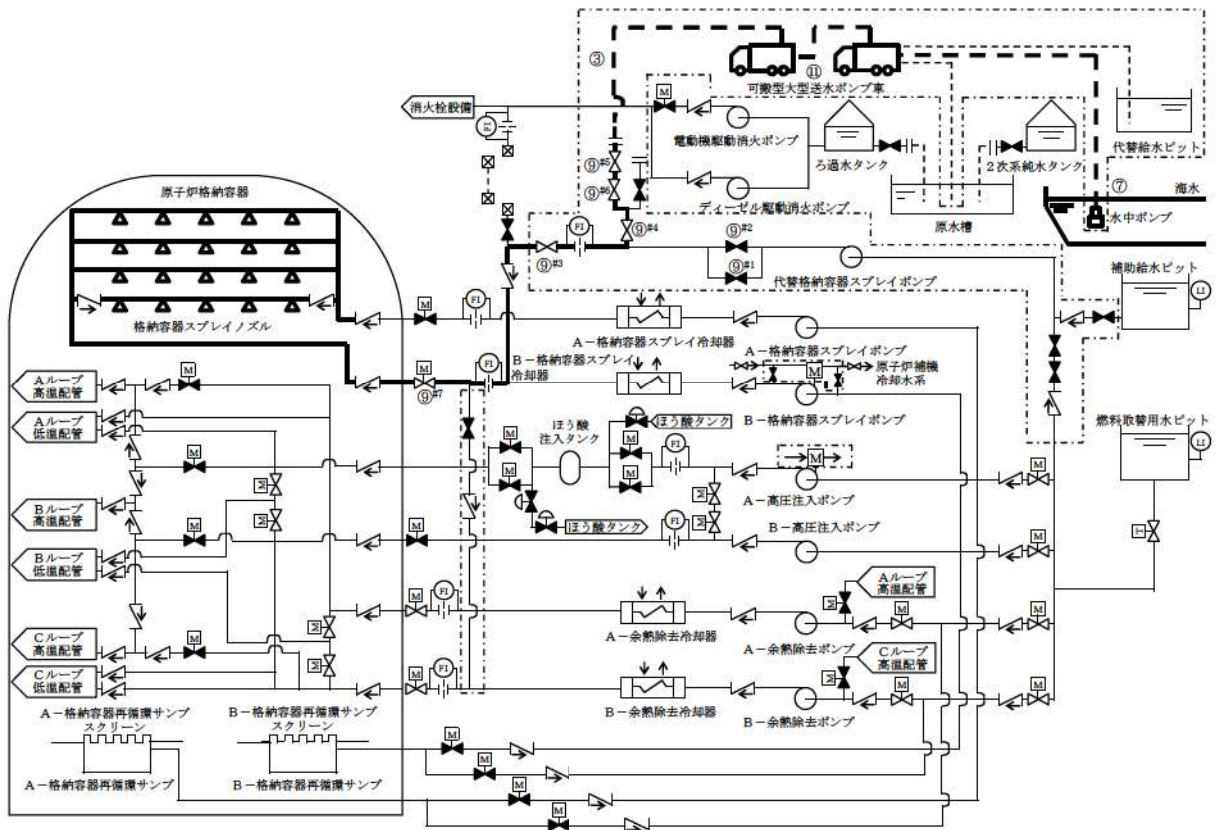 ③
⑪
可搬型大型送水ポンプ車
M
消火栓設備
FI
電動機駆動消火ポンプ
ろ過水タンク
2次系純水タンク
代替給水ピット
⑨#5
⑨#6
ディーゼル駆動消火ポンプ
原水槽
⑦
海水
水中ポンプ
原子炉格納容器
⑨#4
FI
⑨#3
⑨#2
⑨#1
代替格納容器スプレイポンプ
補助給水ピット
LI
格納容器スプレイノズル
M
FI
A-格納容器スプレイ冷却器
A-格納容器スプレイポンプ
B-格納容器スプレイ
冷却器
M
FI
⑨#7
M
原子炉補機
冷却水系
B-格納容器スプレイポンプ
Aループ
高温配管
M
Aループ
低温配管
ほう酸
注入タンク
ほう酸タンク
M
M
FI
M
燃料取替用水ピット
LI
M
M
M
A-高圧注入ポンプ
M
M
M
Bループ
高温配管
M
ほう酸タンク
FI
B-高圧注入ポンプ
M
T
M
M
Bループ
低温配管
Aループ
高温配管
M
FI
M
M
M
A-余熱除去冷却器
A-余熱除去ポンプ
M
Cループ
高温配管
M
Cループ
高温配管
M
FI
M
M
M
Cループ
低温配管
M
B-余熱除去冷却器
B-余熱除去ポンプ
A-格納容器再循環サンプ
スクリーン
B-格納容器再循環サンプ
スクリーン
M
M
A-格納容器再循環サンプ
B-格納容器再循環サンプ
M
M